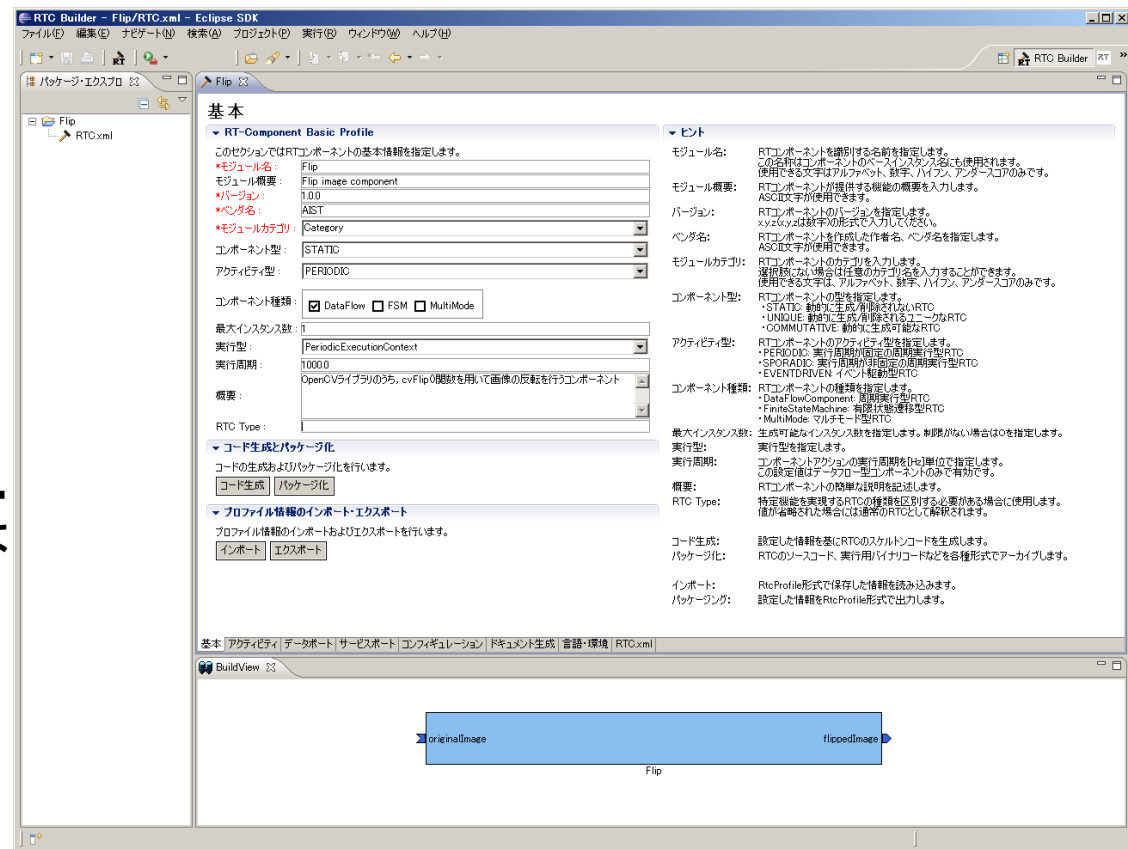 RTC Builder - Flip/RTC.xml - Eclipse SDK
ファイル(F) 編集(E) ナビゲート(N) 検索(A) プロジェクト(P) 実行(R) ウィンドウ(W) ヘルプ(H)
RTC Builder
パッケージ・エクスプロ
Flip
RTC.xml
Flip
基本
RT-Component Basic Profile
このセクションではRTコンポーネントの基本情報を指定します。
*モジュール名: Flip
モジュール概要: Flip image component
*バージョン: 1.0.0
*ベンダ名: AIST
*モジュールカテゴリ: Category
コンポーネント型: STATIC
アクティビティ型: PERIODIC
コンポーネント種類: DataFlow FSM MultiMode
最大インスタンス数: 1
実行型: PeriodicExecutionContext
実行周期: 1000.0
概要: OpenCVライブラリのうち, cvFlip()関数を用いて画像の反転を行うコンポーネント
RTC Type:
コード生成とパッケージ化
コードの生成およびパッケージ化を行います。
コード生成 パッケージ化
プロファイル情報のインポート・エクスポート
プロファイル情報のインポートおよびエクスポートを行います。
インポート エクスポート
ヒント
モジュール名: RTコンポーネントを識別する名前を指定します。
この名称はコンポーネントのベースインスタンス名にも使用されます。
使用できる文字はアルファベット、数字、ハイフン、アンダースコアのみです。
モジュール概要: RTコンポーネントが提供する機能の概要を入力します。
ASCII文字が使用できます。
バージョン: RTコンポーネントのバージョンを指定します。
x.y.z(x,y,zは数字)の形式で入力してください。
ベンダ名: RTコンポーネントを作成した作者名、ベンダ名を指定します。
ASCII文字が使用できます。
モジュールカテゴリ: RTコンポーネントのカテゴリを入力します。
選択肢にない場合は任意のカテゴリ名を入力することができます。
使用できる文字は、アルファベット、数字、ハイフン、アンダースコアのみです。
コンポーネント型: RTコンポーネントの型を指定します。
・STATIC: 動的に生成/削除されないRTC
・UNIQUE: 動的に生成/削除されるユニークなRTC
・COMMUTATIVE: 動的に生成可能なRTC
アクティビティ型: RTコンポーネントのアクティビティ型を指定します。
・PERIODIC: 実行周期が固定の周期実行型RTC
・SPORADIC: 実行周期が非固定の周期実行型RTC
・EVENTDRIVEN: イベント駆動型RTC
コンポーネント種類: RTコンポーネントの種類を指定します。
・DataFlowComponent: 周期実行型RTC
・FiniteStateMachine: 有限状態遷移型RTC
・MultiMode: マルチモード型RTC
最大インスタンス数: 生成可能なインスタンス数を指定します。制限がない場合は0を指定します。
実行型: 実行型を指定します。
実行周期: コンポーネントアクションの実行周期を[Hz]単位で指定します。
この設定値はデータフロー型コンポーネントのみで有効です。
概要: RTコンポーネントの簡単な説明を記述します。
RTC Type: 特定機能を実現するRTCの種類を区別する必要がある場合に使用します。
値が省略された場合には通常のRTCとして解釈されます。
コード生成: 設定した情報を基にRTCのスケルトンコードを生成します。
パッケージ化: RTCのソースコード、実行用バイナリコードなどを各種形式でアーカイブします。
インポート: RtcProfile形式で保存した情報を読み込みます。
パッケージング: 設定した情報をRtcProfile形式で出力します。
基本 アクティビティ データポート サービスポート コンフィギュレーション ドキュメント生成 言語・環境 RTC.xml
BuildView
originalImage
flippedImage
Flip